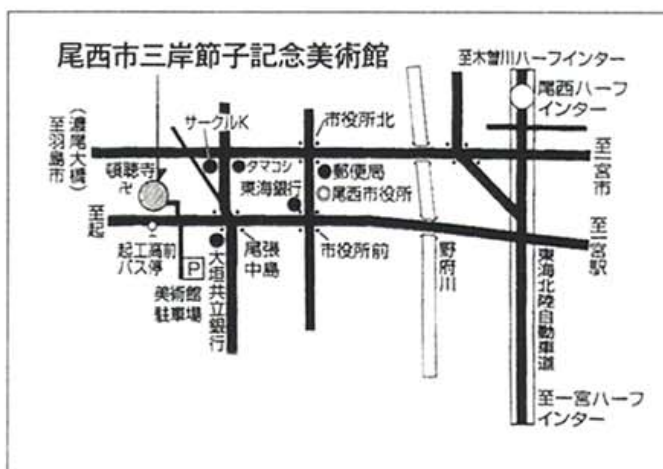 尾西市三岸節子記念美術館
至木曽川ハーフインター
尾西ハーフ
インター
サークルK
市役所北
至羽島市
(濃尾大橋)
頓聴寺
卍
タマコシ
東海銀行
郵便局
尾西市役所
至一宮市
至起
起工高前
バス停
P
美術館
駐車場
大垣共立銀行
尾張
中島
市役所前
野府川
至一宮駅
東海北陸自動車道
至一宮ハーフ
インター